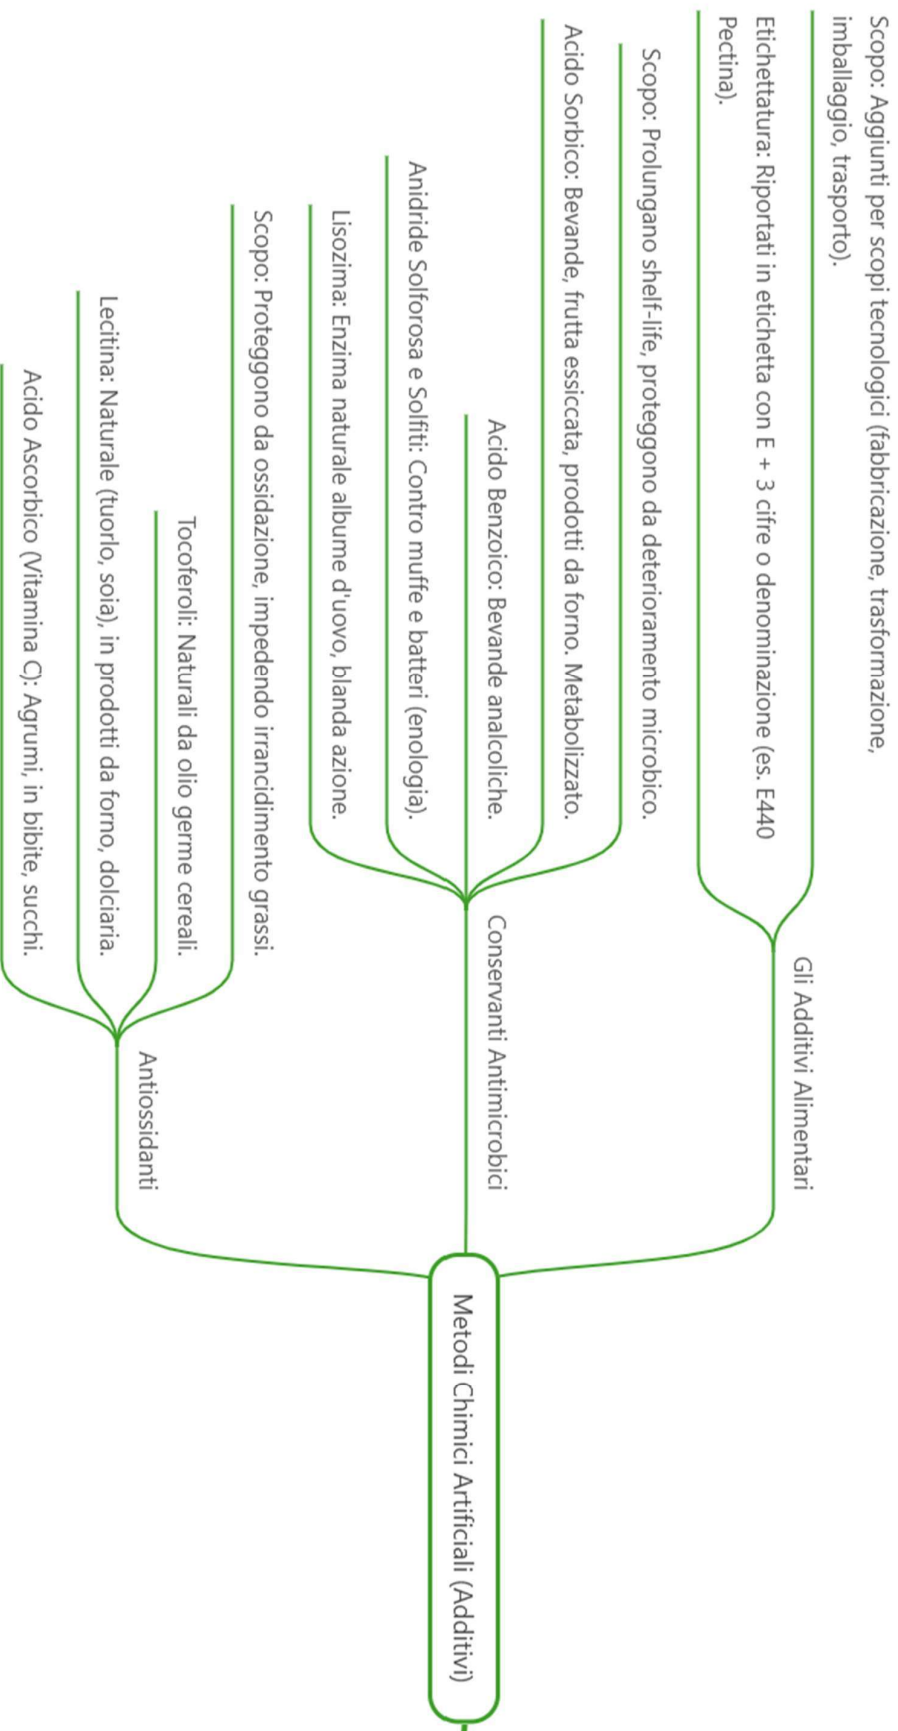 Scopo: Aggiunti per scopi tecnologici (fabbricazione, trasformazione,
imballaggio, trasporto).
Etichettatura: Riportati in etichetta con E + 3 cifre o denominazione (es. E440
Pectina).
Gli Additivi Alimentari
Scopo: Prolungano shelf-life, proteggono da deterioramento microbico.
Acido Sorbico: Bevande, frutta essiccata, prodotti da forno. Metabolizzato.
Acido Benzoico: Bevande analcoliche.
Anidride Solforosa e Solfiti: Contro muffe e batteri (enologia).
Lisozima: Enzima naturale albume d'uovo, blanda azione.
Conservanti Antimicrobici
Scopo: Proteggono da ossidazione, impedendo irrancidimento grassi.
Tocoferoli: Naturali da olio germe cereali.
Lecitina: Naturale (tuorlo, soia), in prodotti da forno, dolciaria.
Acido Ascorbico (Vitamina C): Agrumi, in bibite, succhi.
Antiossidanti
Metodi Chimici Artificiali (Additivi)